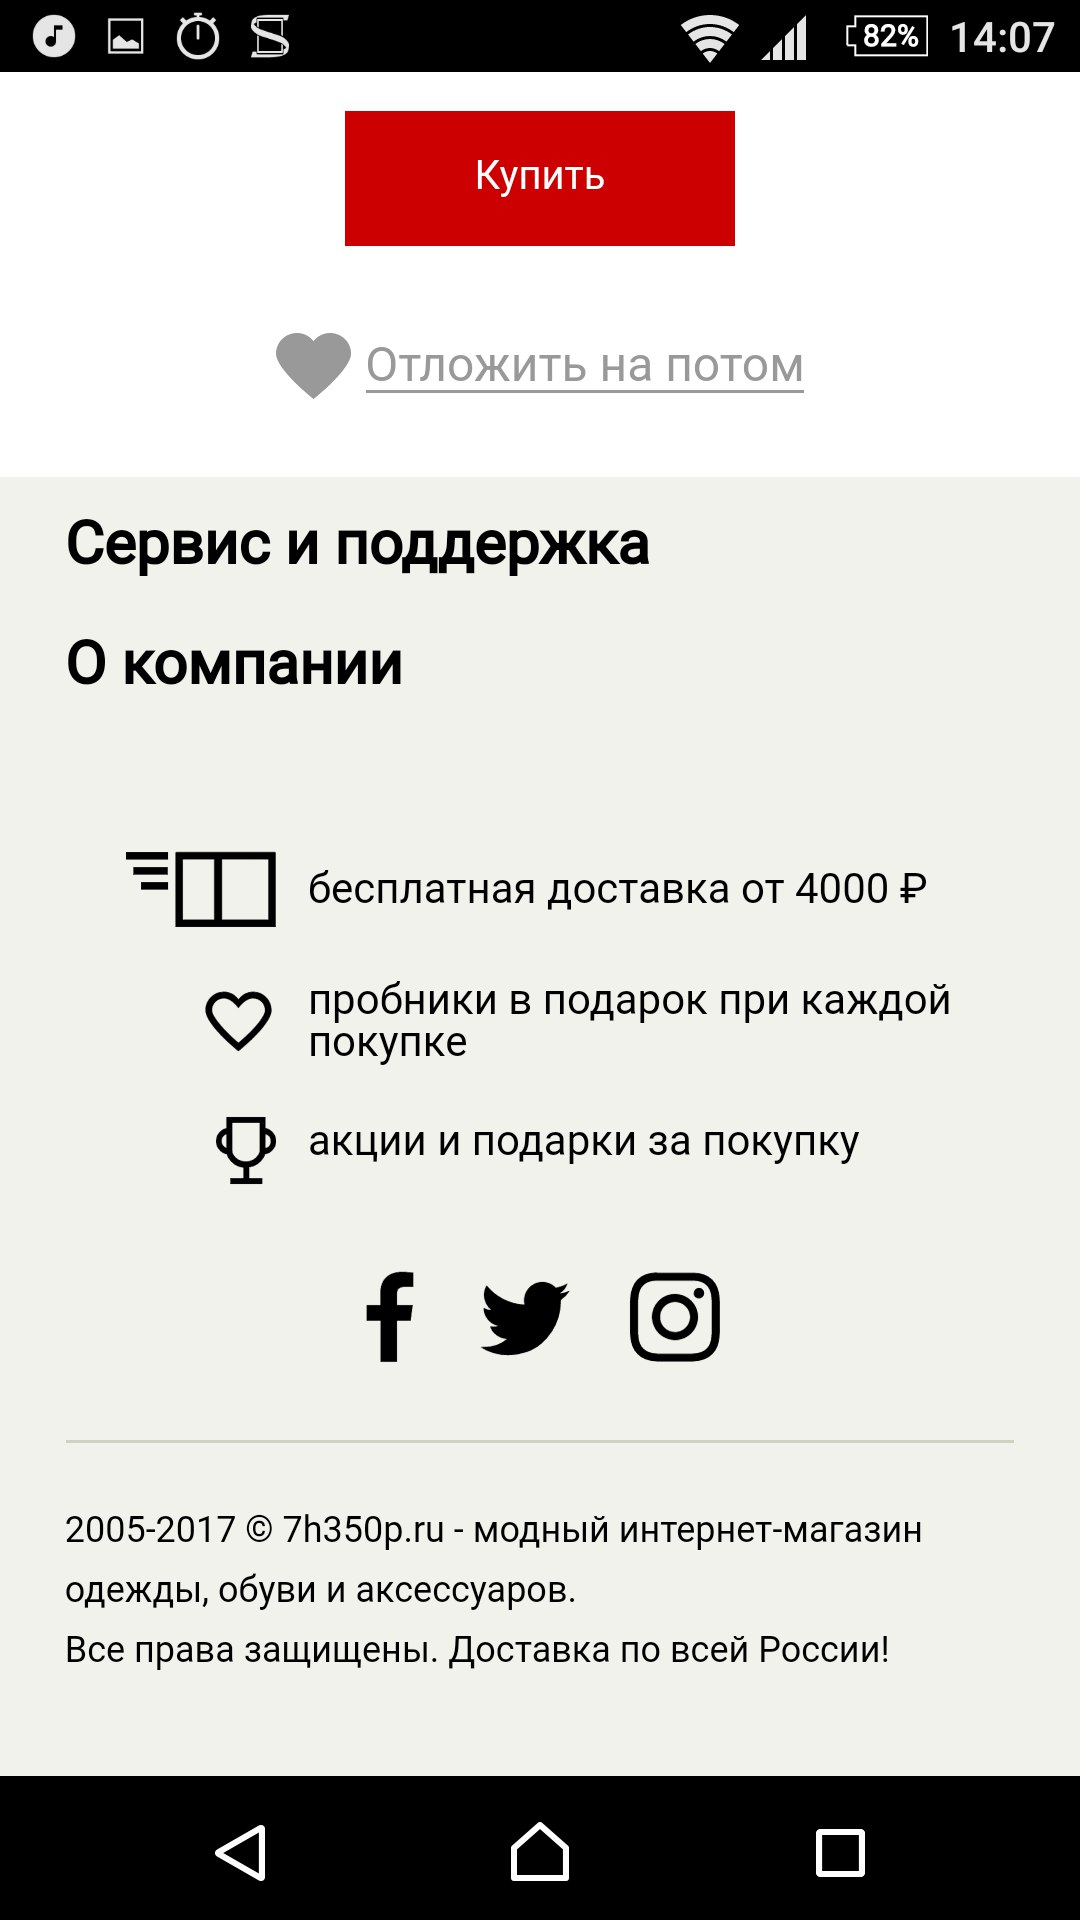 82% 14:07
Купить
Отложить на потом
Сервис и поддержка
О компании
бесплатная доставка от 4000 ₽
пробники в подарок при каждой
покупке
акции и подарки за покупку
2005-2017 © 7h350p.ru - модный интернет-магазин
одежды, обуви и аксессуаров.
Все права защищены. Доставка по всей России!